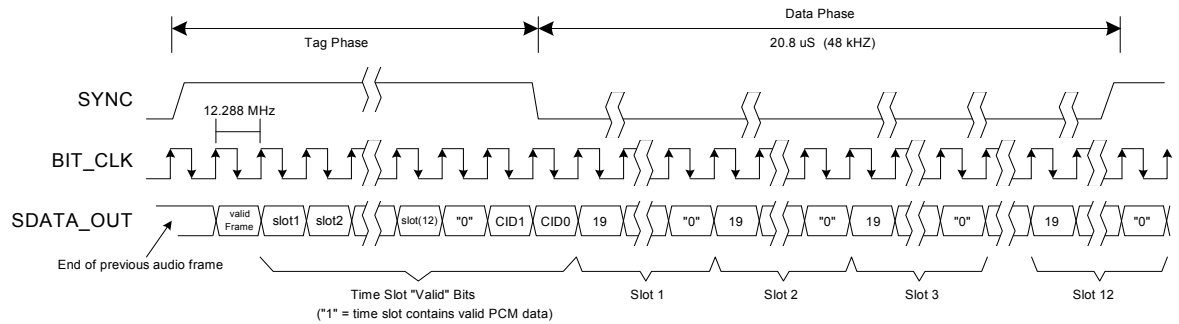 Tag Phase
Data Phase
20.8 uS (48 kHZ)
SYNC
12.288 MHz
BIT_CLK
SDATA_OUT
valid
Frame
slot1
slot2
slot(12)
"0"
CID1
CID0
19
"0"
19
"0"
19
"0"
19
"0"
End of previous audio frame
Time Slot "Valid" Bits
("1" = time slot contains valid PCM data)
Slot 1
Slot 2
Slot 3
Slot 12